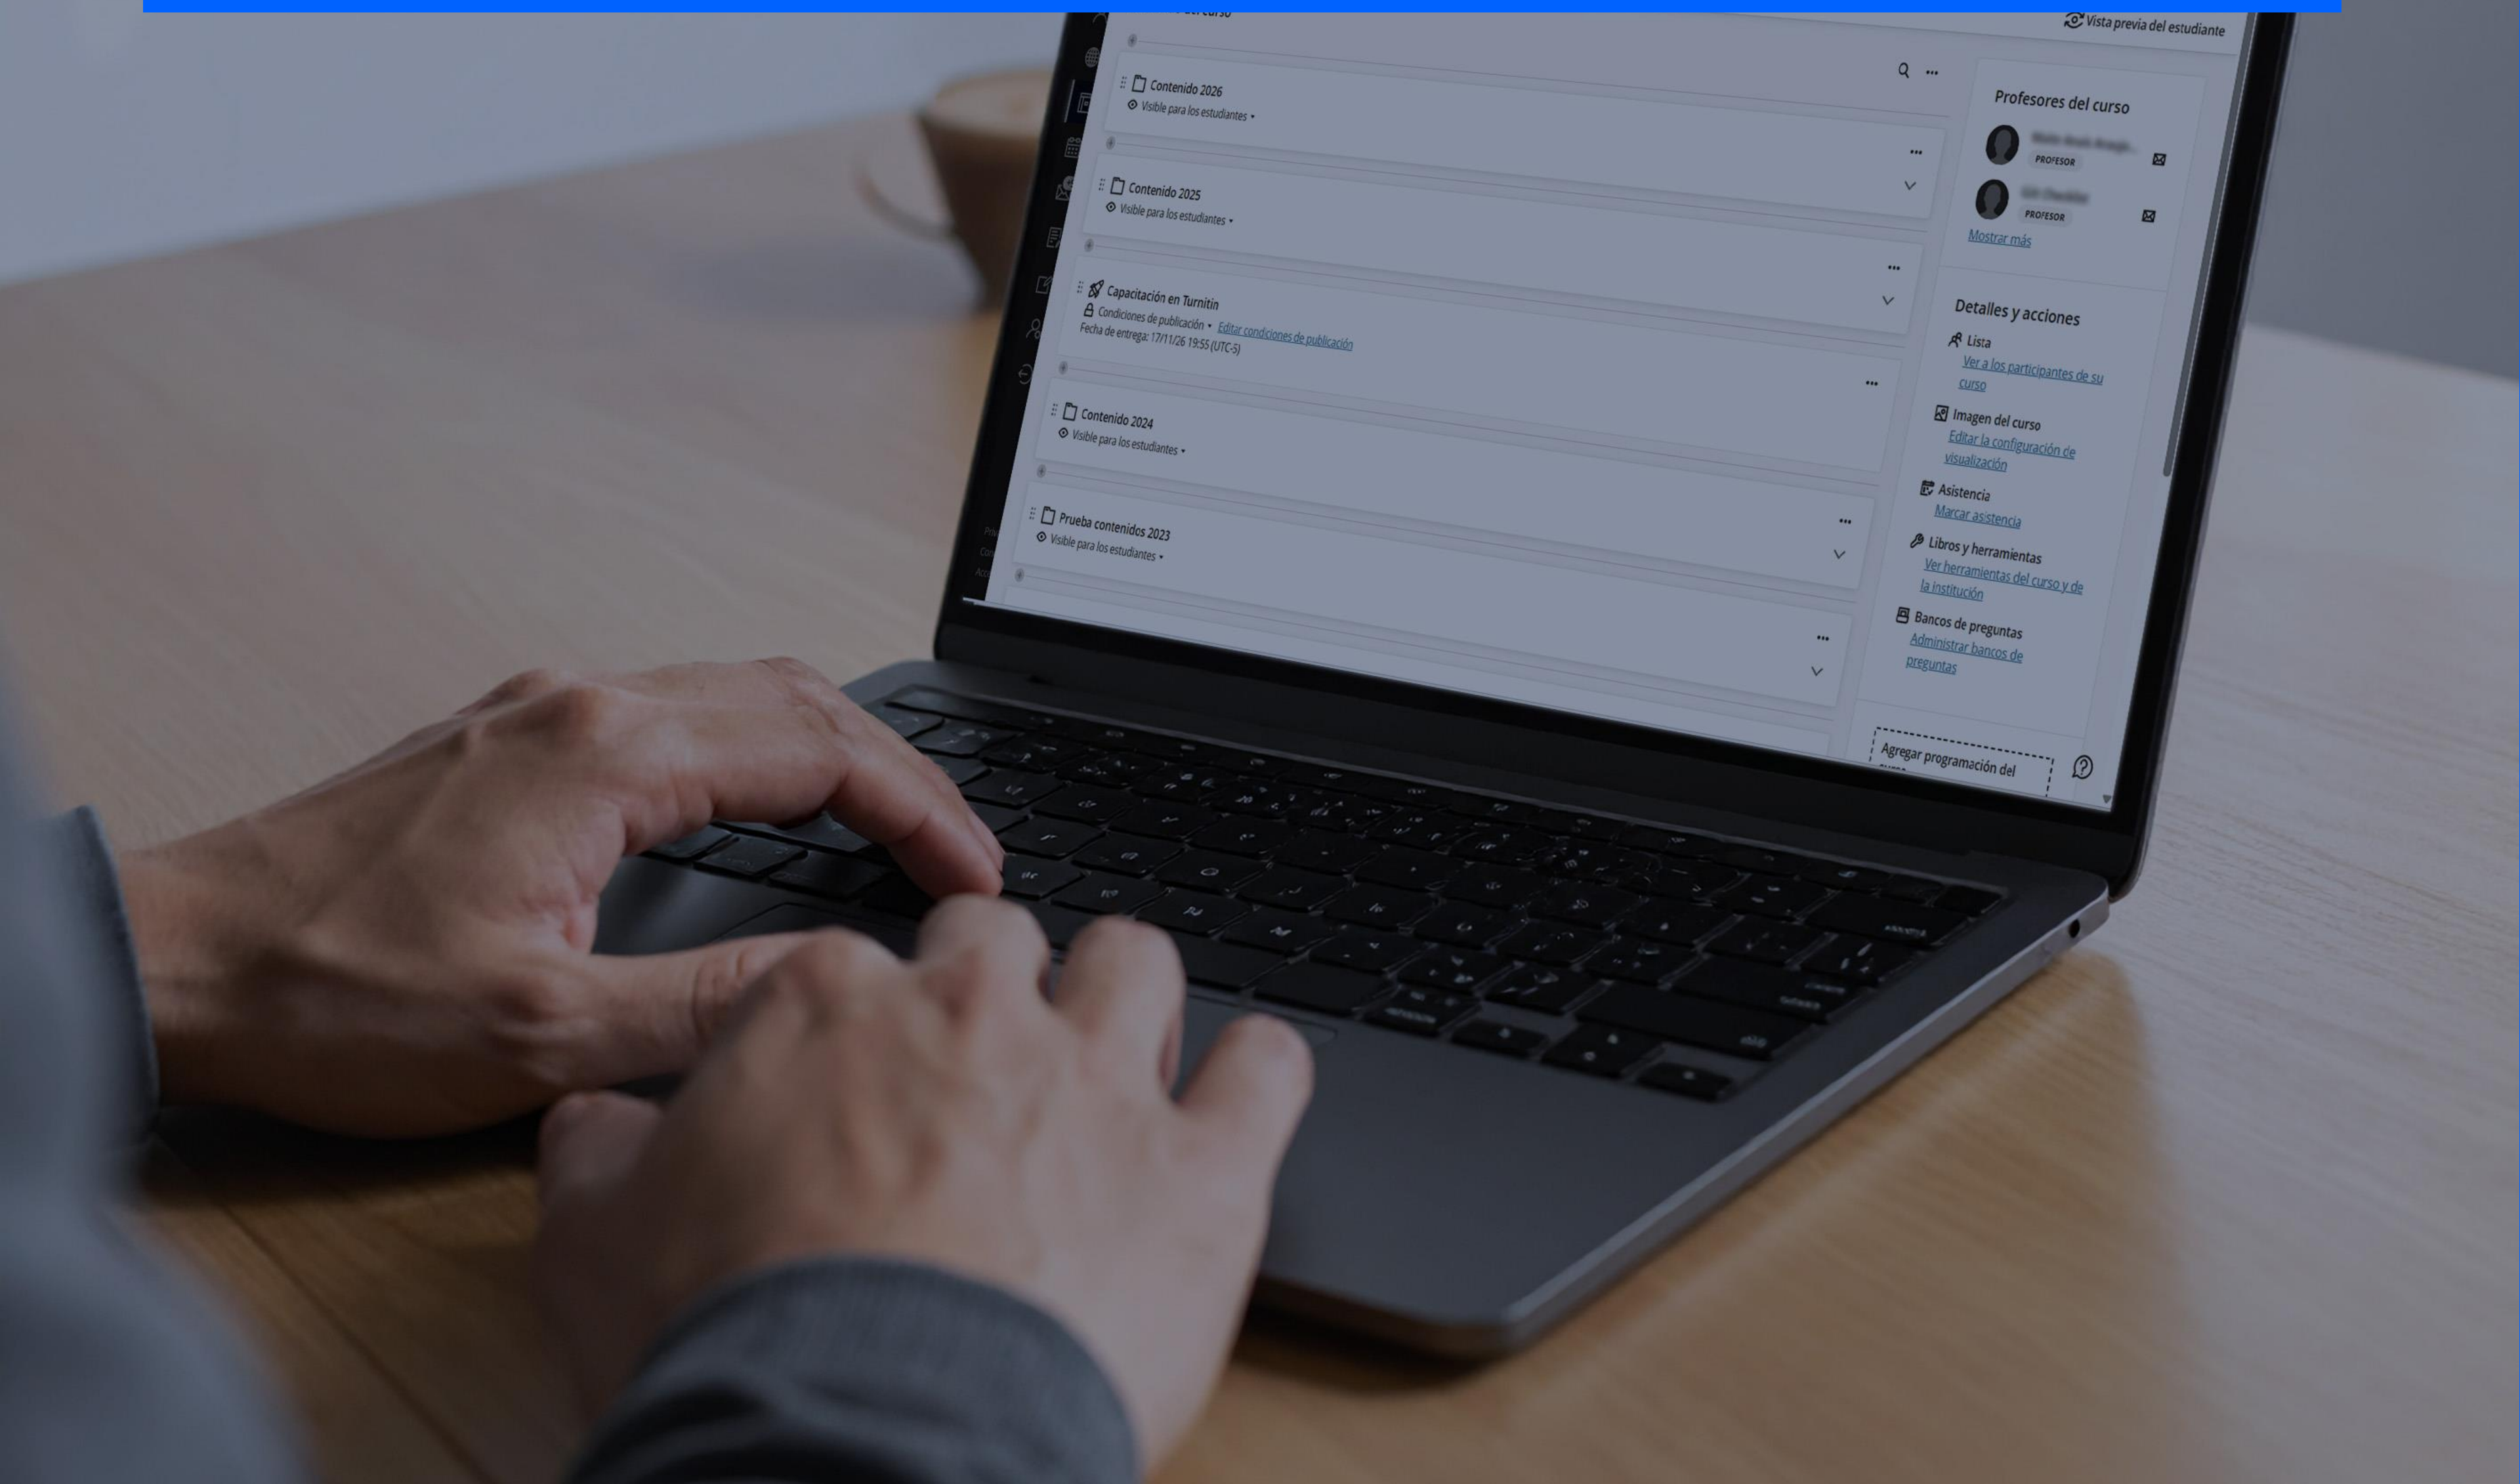 Vista previa del estudiante
Contenido 2026
Visible para los estudiantes
Contenido 2025
Visible para los estudiantes
Capacitación en Turnitin
Condiciones de publicación Editar condiciones de publicación
Fecha de entrega: 17/11/26 19:55 (UTC-5)
Contenido 2024
Visible para los estudiantes
Prueba contenidos 2023
Visible para los estudiantes
Profesores del curso
PROFESOR
PROFESOR
Mostrar más
Detalles y acciones
Lista
Ver a los participantes de su
curso
Imagen del curso
Editar la configuración de
visualización
Asistencia
Marcar asistencia
Libros y herramientas
Ver herramientas del curso y de
la institución
Bancos de preguntas
Administrar bancos de
preguntas
Agregar programación del